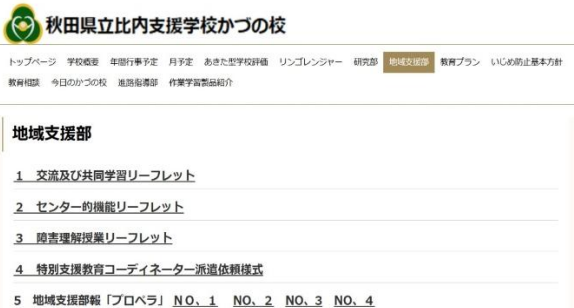 秋田県立比内支援学校かづの校
トップページ 学校概要 年間行事予定 月予定 あきた型学校評価 リンゴレンジャー 研究部 地域支援部 教育プラン いじめ防止基本方針
教育相談 今日のかづの校 進路指導部 作業学習製品紹介
地域支援部
1 交流及び共同学習リーフレット
2 センター的機能リーフレット
3 障害理解授業リーフレット
4 特別支援教育コーディネーター派遣依頼様式
5 地域支援部報「プロペラ」 NO、1 NO、2 NO、3 NO、4